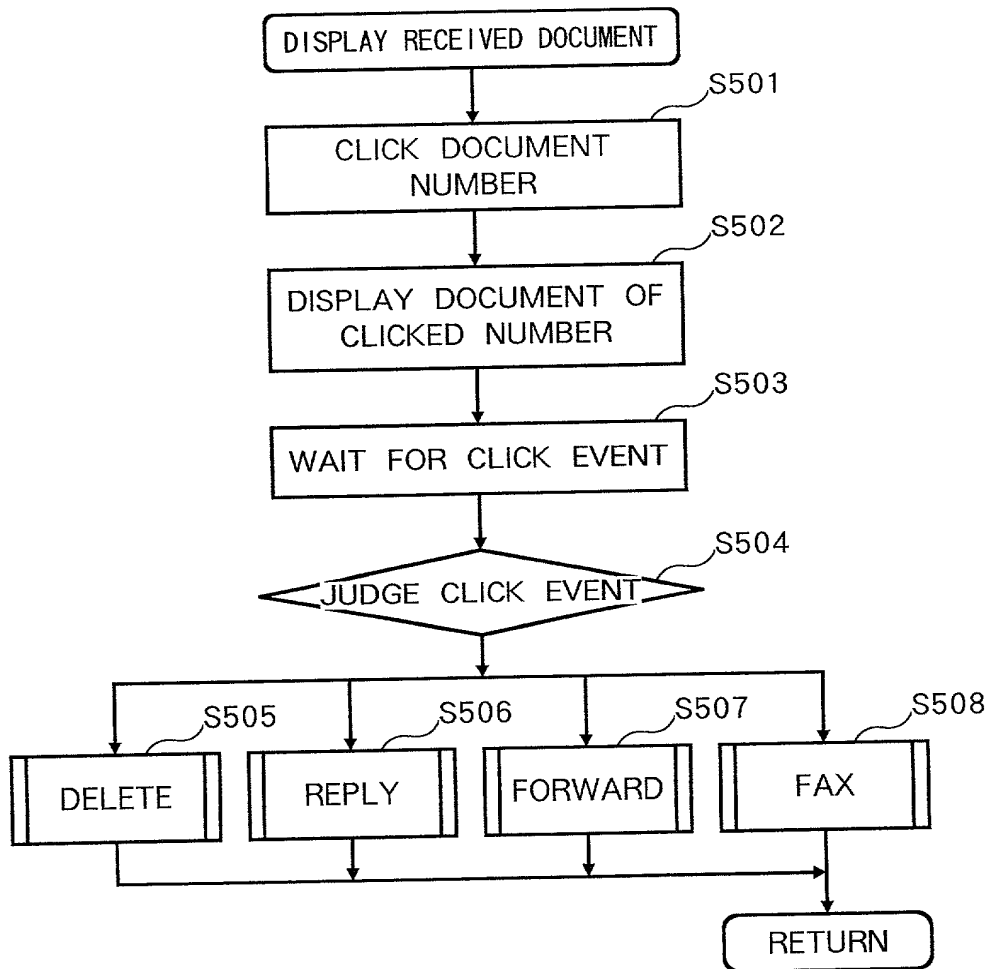 DISPLAY RECEIVED DOCUMENT
S501
CLICK DOCUMENT
NUMBER
S502
DISPLAY DOCUMENT OF
CLICKED NUMBER
S503
WAIT FOR CLICK EVENT
S504
JUDGE CLICK EVENT
S505
DELETE
S506
REPLY
S507
FORWARD
S508
FAX
RETURN